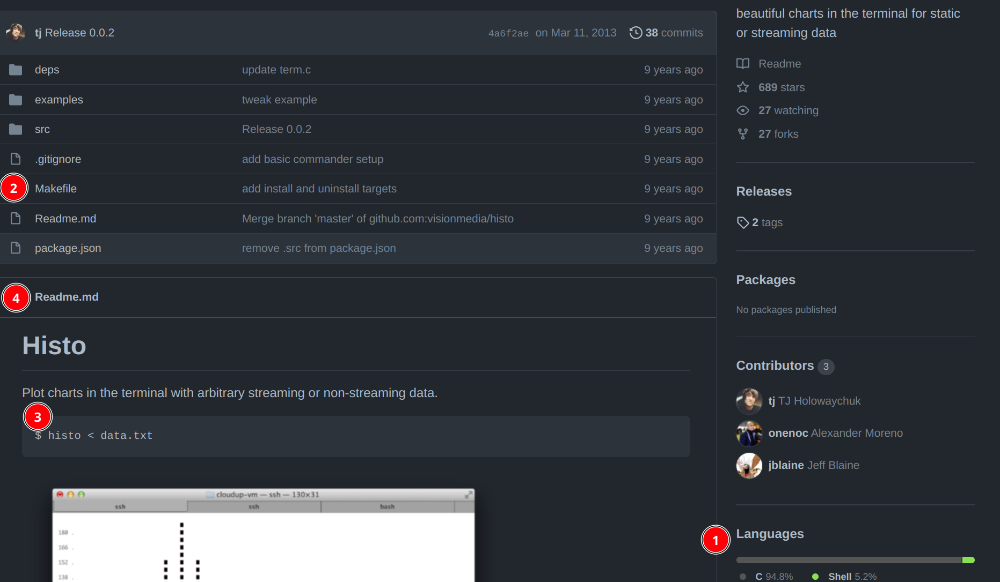 tj Release 0.0.2 4a6f2ae on Mar 11, 2013 38 commits
deps update term.c 9 years ago
examples tweak example 9 years ago
src Release 0.0.2 9 years ago
.gitignore add basic commander setup 9 years ago
2 Makefile add install and uninstall targets 9 years ago
Readme.md Merge branch 'master' of github.com:visionmedia/histo 9 years ago
package.json remove .src from package.json 9 years ago
4 Readme.md
Histo
Plot charts in the terminal with arbitrary streaming or non-streaming data.
3
$ histo < data.txt
cloudup-vm — ssh — 130×31
ssh ssh bash
180 .
166 .
152 .
138 .
beautiful charts in the terminal for static
or streaming data
Readme
689 stars
27 watching
27 forks
Releases
2 tags
Packages
No packages published
Contributors 3
tj TJ Holowaychuk
onenoc Alexander Moreno
jblaine Jeff Blaine
1 Languages
C 94.8% Shell 5.2%